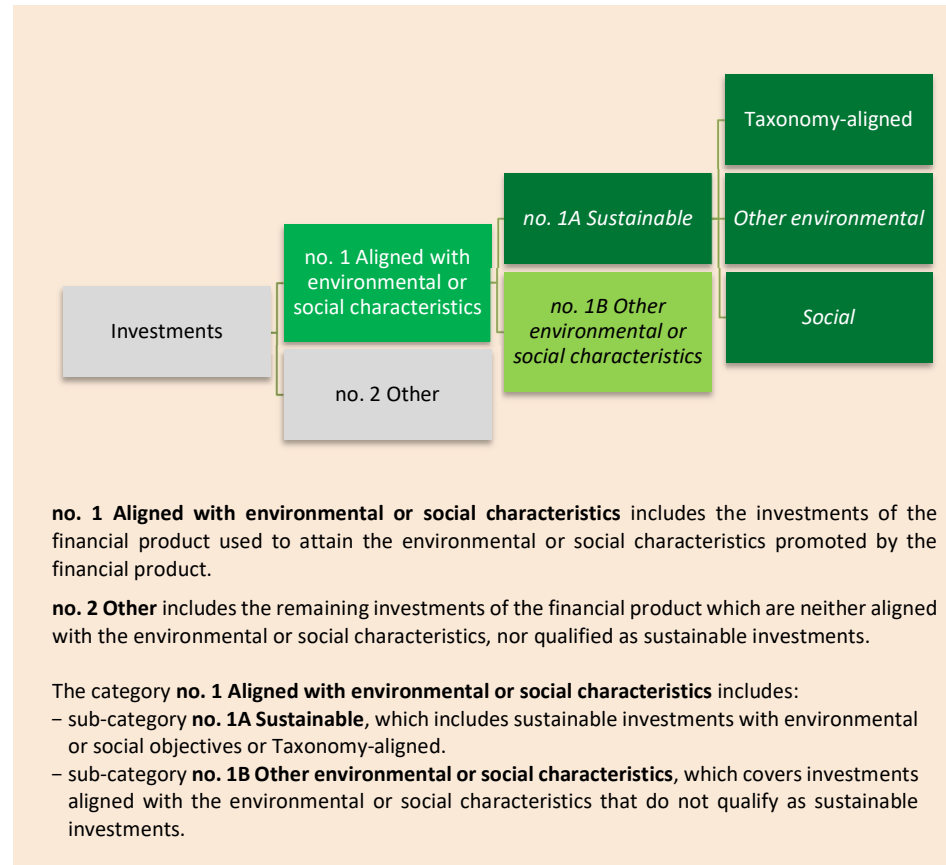 Taxonomy-aligned
no. 1A Sustainable
Other environmental
no. 1 Aligned with
environmental or
social characteristics
no. 1B Other
environmental or
social characteristics
Social
Investments
no. 2 Other
no. 1 Aligned with environmental or social characteristics includes the investments of the
financial product used to attain the environmental or social characteristics promoted by the
financial product.
no. 2 Other includes the remaining investments of the financial product which are neither aligned
with the environmental or social characteristics, nor qualified as sustainable investments.
The category no. 1 Aligned with environmental or social characteristics includes:
– sub-category no. 1A Sustainable, which includes sustainable investments with environmental
or social objectives or Taxonomy-aligned.
– sub-category no. 1B Other environmental or social characteristics, which covers investments
aligned with the environmental or social characteristics that do not qualify as sustainable
investments.